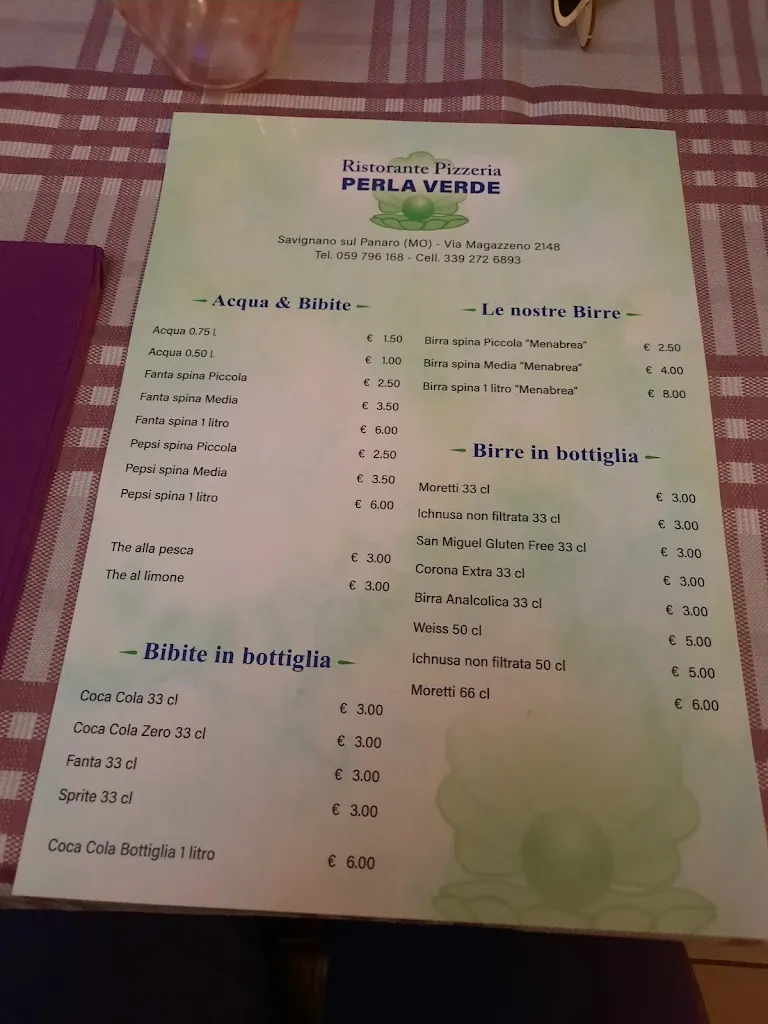 Ristorante Pizzeria
PERLA VERDE
Savignano sul Panaro (MO) - Via Magazzeno 2148
Tel. 059 796 168 - Cell. 339 272 6893
Acqua & Bibite
Acqua 0.75 L € 1.50
Acqua 0.50 L € 1.00
Fanta spina Piccola € 2.50
Fanta spina Media € 3.50
Fanta spina 1 litro € 6.00
Pepsi spina Piccola € 2.50
Pepsi spina Media € 3.50
Pepsi spina 1 litro € 6.00
The alla pesca € 3.00
The al limone € 3.00
Bibite in bottiglia
Coca Cola 33 cl € 3.00
Coca Cola Zero 33 cl € 3.00
Fanta 33 cl € 3.00
Sprite 33 cl € 3.00
Coca Cola Bottiglia 1 litro € 6.00
Le nostre Birre
Birra spina Piccola "Menabrea" € 2.50
Birra spina Media "Menabrea" € 4.00
Birra spina 1 litro "Menabrea" € 8.00
Birre in bottiglia
Moretti 33 cl € 3.00
Ichnusa non filtrata 33 cl € 3.00
San Miguel Gluten Free 33 cl € 3.00
Corona Extra 33 cl € 3.00
Birra Analcolica 33 cl € 3.00
Weiss 50 cl € 5.00
Ichnusa non filtrata 50 cl € 5.00
Moretti 66 cl € 6.00